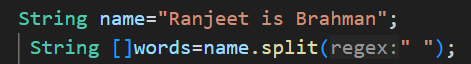 String name="Ranjeet is Brahman";
String []words=name.split(regex:" ");